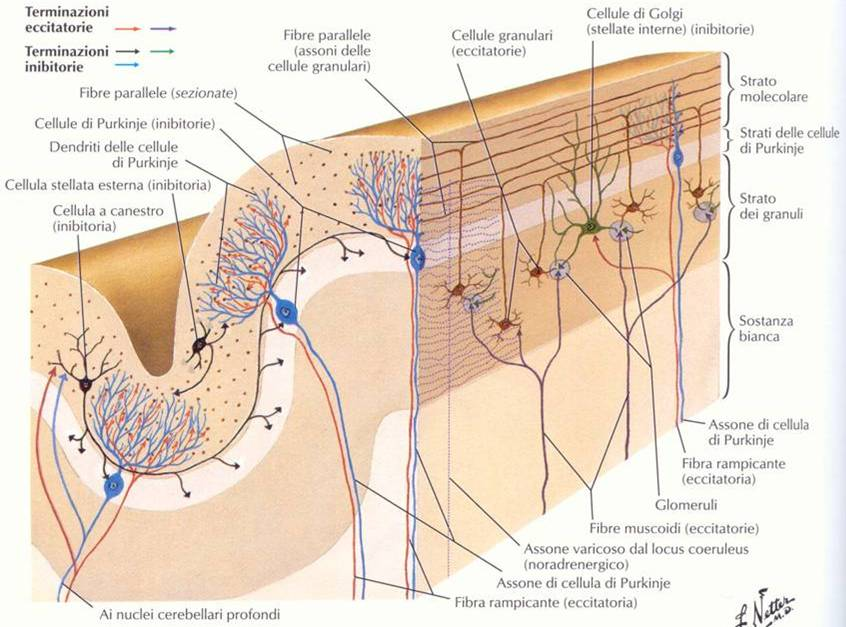 Terminazioni
eccitatorie
Terminazioni
inibitorie
Fibre parallele
(assoni delle
cellule granulari)
Cellule granulari
(eccitatorie)
Cellule di Golgi
(stellate interne) (inibitorie)
Fibre parallele (sezionate)
Cellule di Purkinje (inibitorie)
Dendriti delle cellule
di Purkinje
Cellula stellata esterna (inibitoria)
Cellula a canestro
(inibitoria)
Strato
molecolare
Strati delle cellule
di Purkinje
Strato
dei granuli
Sostanza
bianca
Assone di cellula
di Purkinje
Fibra rampicante
(eccitatoria)
Glomeruli
Fibre muscoidi (eccitatorie)
Assone varicoso dal locus coeruleus
(noradrenergico)
Assone di cellula di Purkinje
Fibra rampicante (eccitatoria)
Ai nuclei cerebellari profondi
F. Netter
M.D.